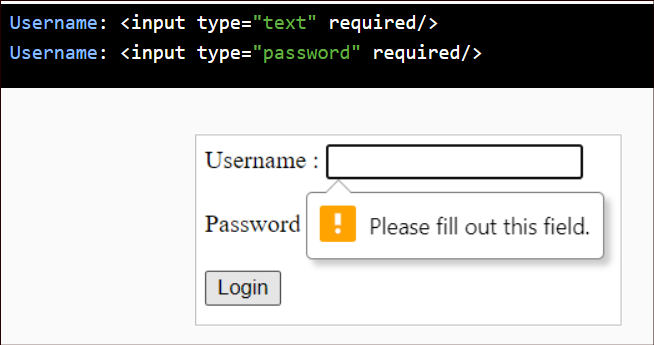 Username: <input type="text" required/>
Username: <input type="password" required/>
Username :
Password
Please fill out this field.
Login